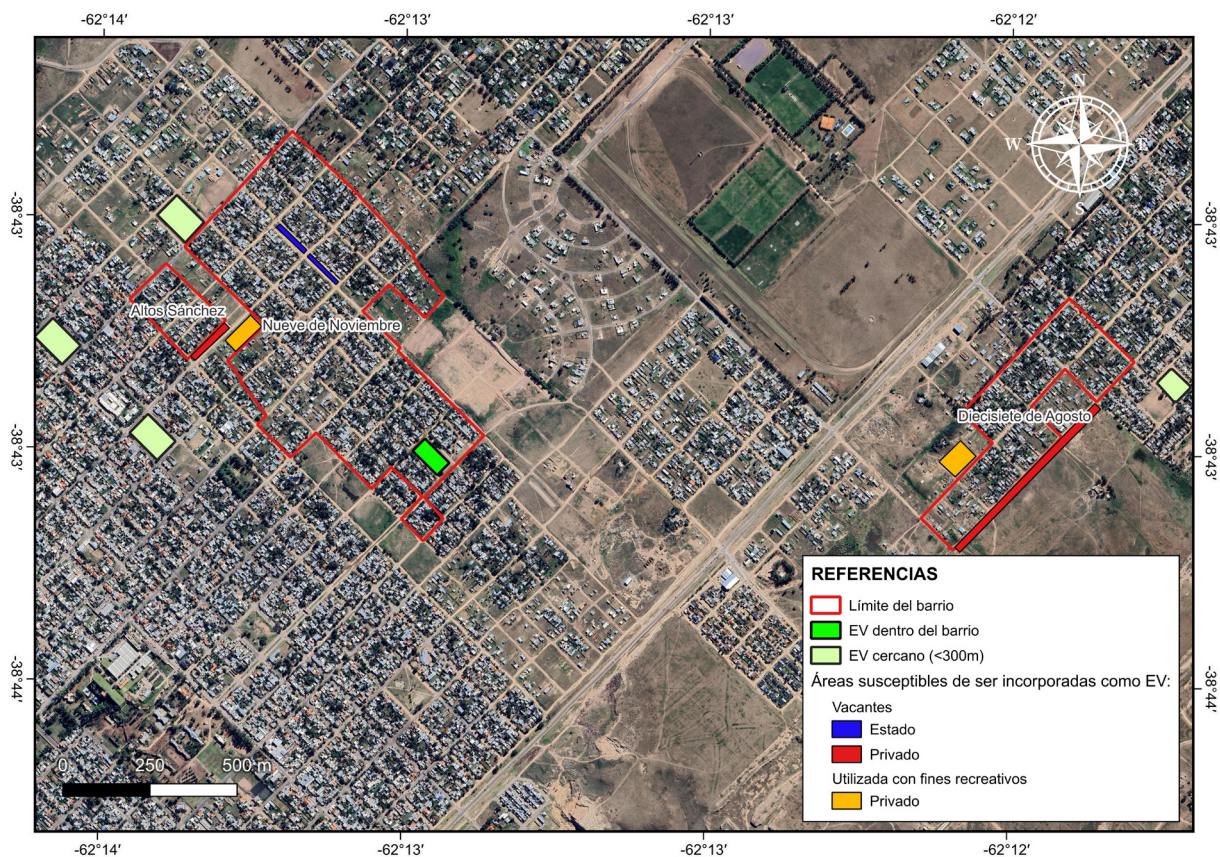 -62°14′ -62°13′ -62°13′ -62°12′
N
W E
S
-38°43′ -38°43′
Altos Sánchez
Nueve de Noviembre
Diecisiete de Agosto
-38°43′ -38°43′
REFERENCIAS
Límite del barrio
EV dentro del barrio
EV cercano (<300m)
Áreas susceptibles de ser incorporadas como EV:
Vacantes
Estado
Privado
Utilizada con fines recreativos
Privado
-38°44′ -38°44′
0 250 500 m
-62°14′ -62°13′ -62°13′ -62°12′